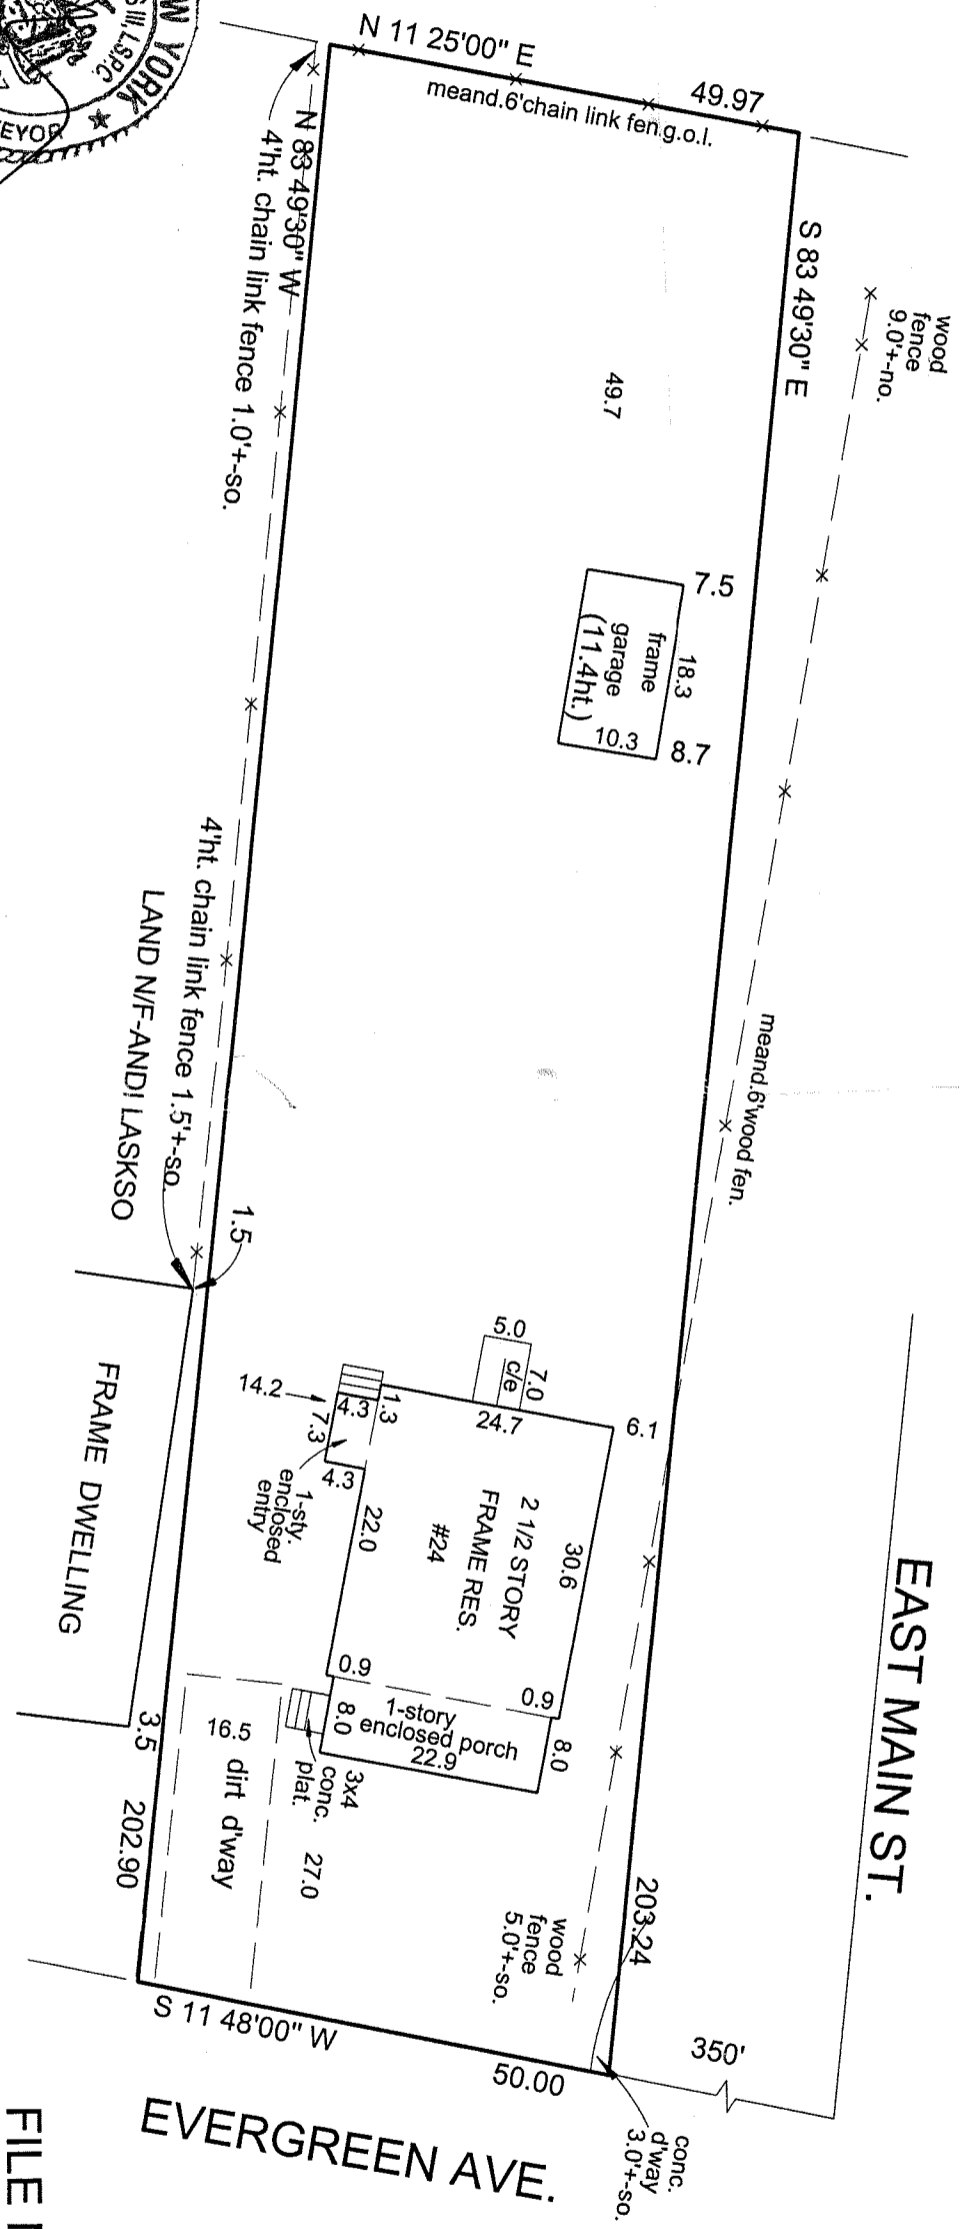 W YORK ★
S III, L.S.P.C.
EYOR
N 11 25'00" E
49.97
meand.6'chain link fen.g.o.l.
wood
fence
9.0'+-no.
S 83 49'30" E
N 83 49'30" W
4'ht. chain link fence 1.0'+-so.
49.7
7.5
frame
garage
(11.4ht.)
18.3
10.3
8.7
meand.6'wood fen.
4'ht. chain link fence 1.5'+-so.
LAND N/F-ANDI LASKSO
1.5
FRAME DWELLING
3.5
202.90
5.0
7.0
c/e
24.7
6.1
1.3
4.3
14.2
7.3
4.3
1-sty.
enclosed
entry
22.0
2 1/2 STORY
FRAME RES.
#24
30.6
0.9
0.9
8.0
1-story
enclosed porch
22.9
8.0
3x4
conc.
plat.
27.0
16.5
dirt d'way
wood
fence
5.0'+-so.
203.24
EAST MAIN ST.
350'
S 11 48'00" W
50.00
conc.
d'way
3.0'+-so.
EVERGREEN AVE.
FILE